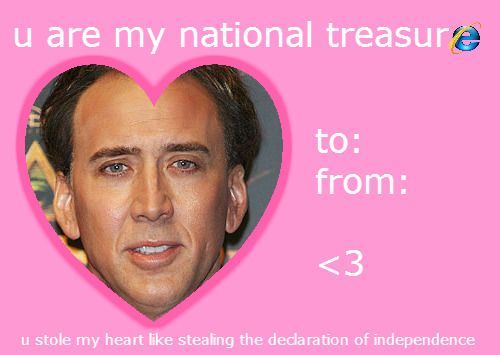 u are my national treasure
to:
from:
<3
u stole my heart like stealing the declaration of independence